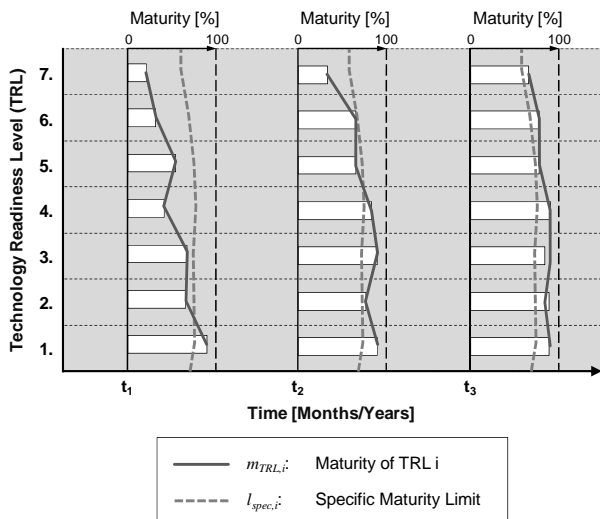 Maturity [%] Maturity [%] Maturity [%]
0 100 0 100 0 100
Technology Readiness Level (TRL)
7.
6.
5.
4.
3.
2.
1.
t1 t2 t3
Time [Months/Years]
mTRL,i: Maturity of TRL i
lspec,i: Specific Maturity Limit